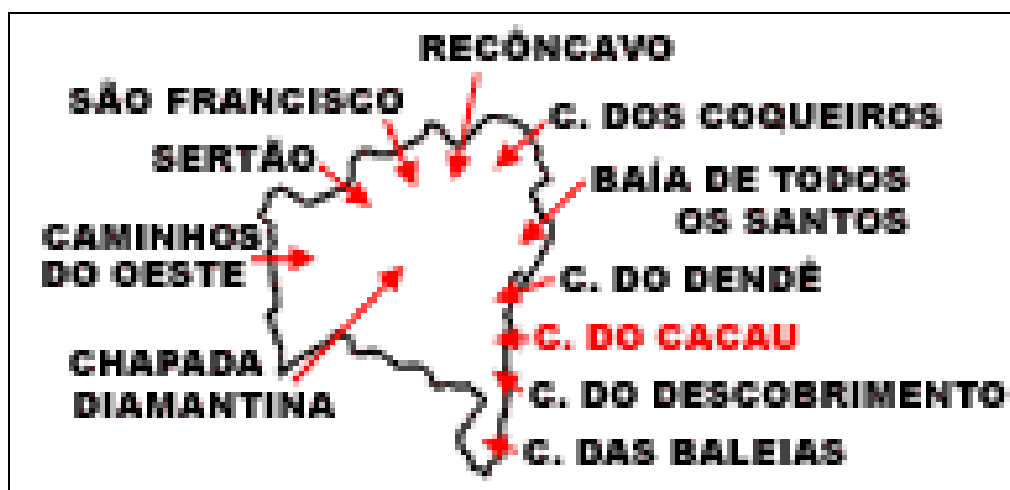 RECÔNCAVO
SÃO FRANCISCO
C. DOS COQUEIROS
SERTÃO
BAÍA DE TODOS
OS SANTOS
CAMINHOS
DO OESTE
C. DO DENDÊ
C. DO CACAU
CHAPADA
DIAMANTINA
C. DO DESCOBRIMENTO
C. DAS BALEIAS